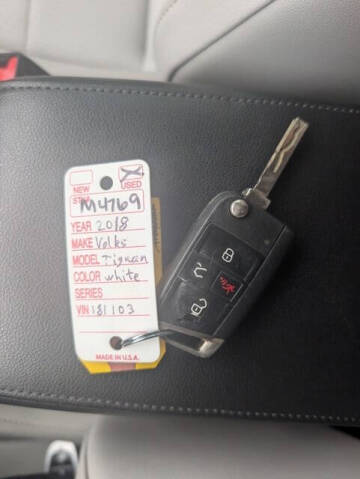 NEW USED
M4769
YEAR 2018
MAKE Volks
MODEL Tiguan
COLOR white
SERIES
VIN 181103
MADE IN U.S.A.